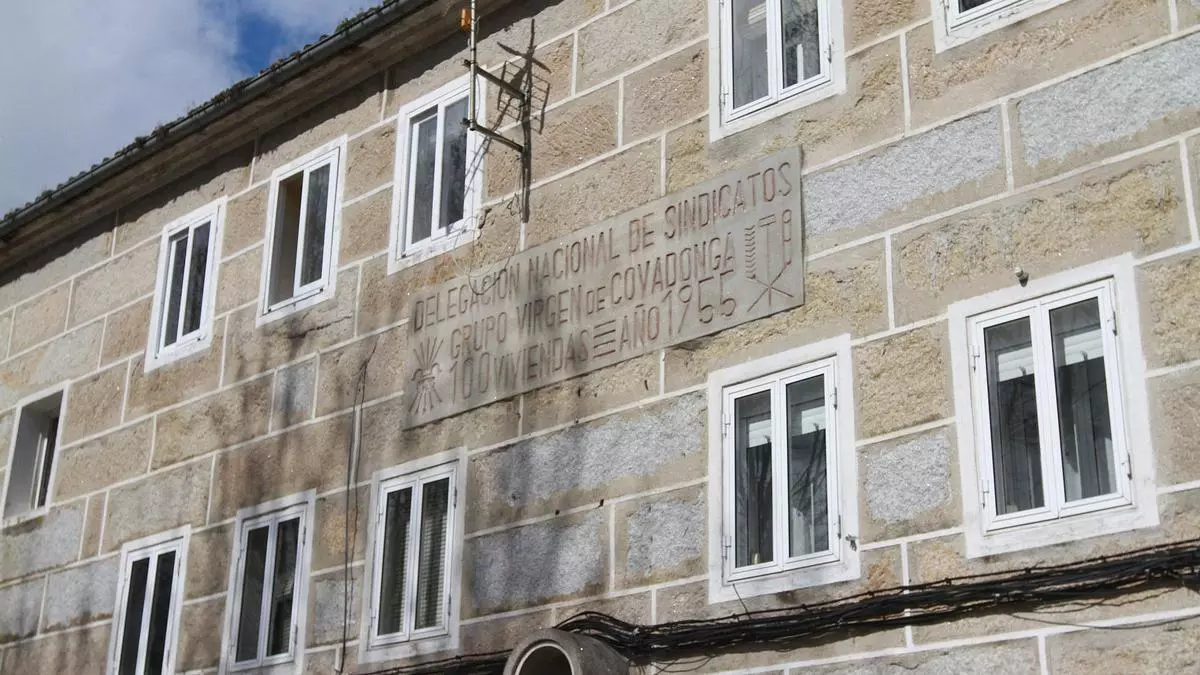 DELEGACION NACIONAL DE SINDICATOS
GRUPO VIRGEN DE COVADONGA
100 VIVIENDAS AÑO 1955